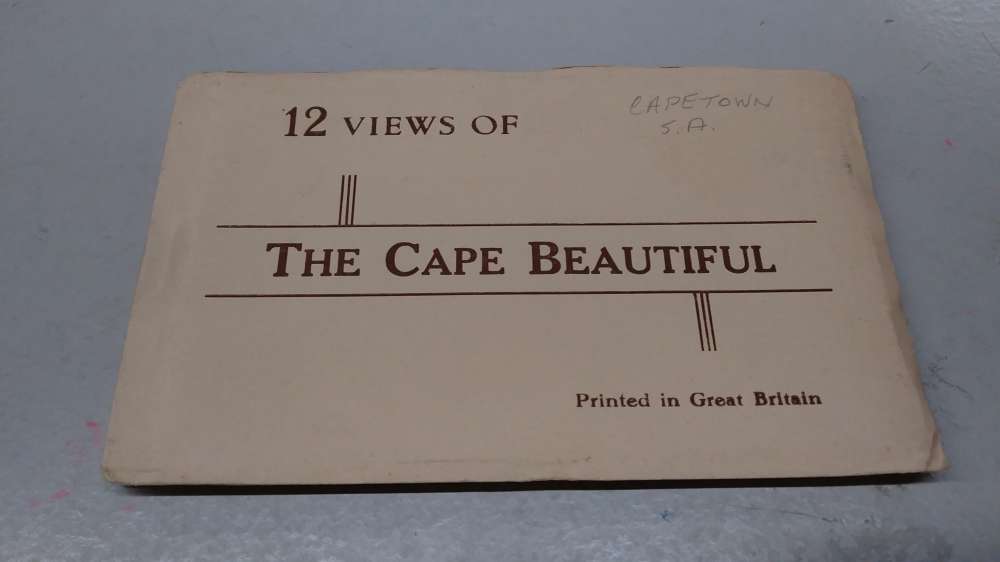 12 VIEWS OF
CAPETOWN
S.A.
THE CAPE BEAUTIFUL
Printed in Great Britain